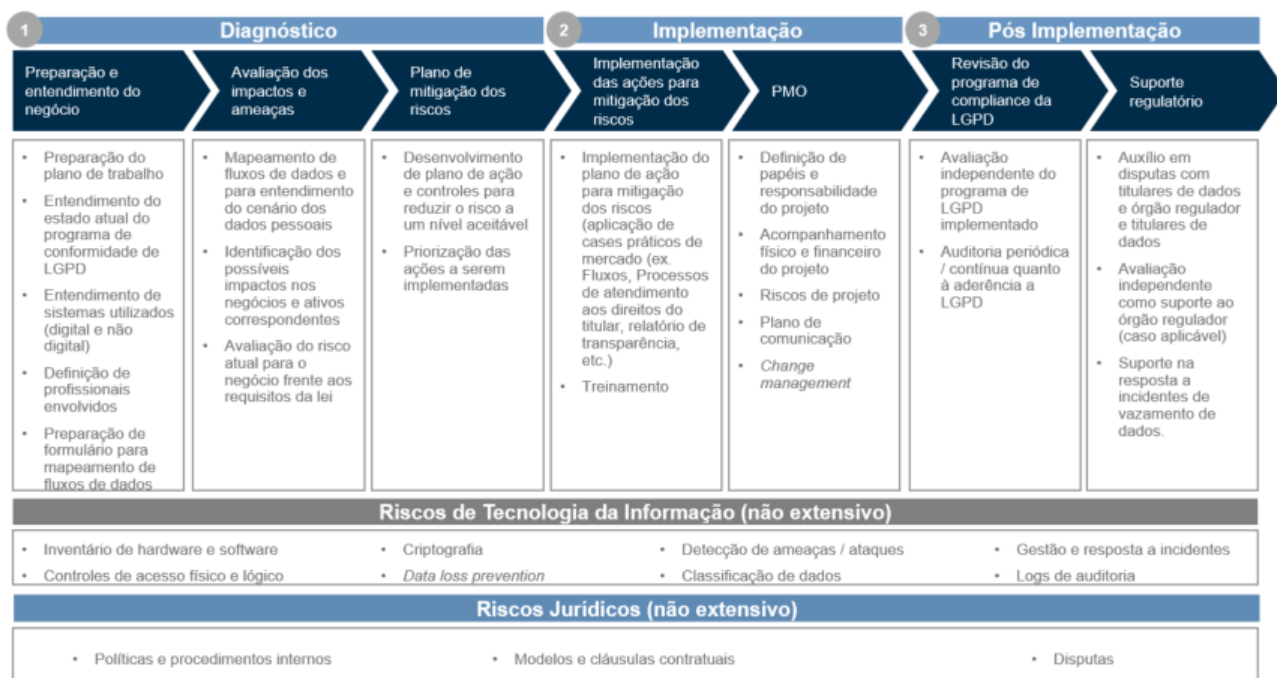 1
Diagnóstico
2
Implementação
3
Pós Implementação
Preparação e
entendimento do
negócio
Avaliação dos
impactos e
ameaças
Plano de
mitigação dos
riscos
Implementação
das ações para
mitigação dos
riscos
PMO
Revisão do
programa de
compliance da
LGPD
Suporte
regulatório
• Preparação do
plano de trabalho
• Entendimento do
estado atual do
programa de
conformidade de
LGPD
• Entendimento de
sistemas utilizados
(digital e não
digital)
• Definição de
profissionais
envolvidos
• Preparação de
formulário para
mapeamento de
fluxos de dados
• Mapeamento de
fluxos de dados e
para entendimento
do cenário dos
dados pessoais
• Identificação dos
possíveis
impactos nos
negócios e ativos
correspondentes
• Avaliação do risco
atual para o
negócio frente aos
requisitos da lei
• Desenvolvimento
de plano de ação
e controles para
reduzir o risco a
um nível aceitável
• Priorização das
ações a serem
implementadas
• Implementação do
plano de ação
para mitigação
dos riscos
(aplicação de
cases práticos de
mercado (ex.
Fluxos, Processos
de atendimento
aos direitos do
titular, relatório de
transparência,
etc.)
• Treinamento
• Definição de
papéis e
responsabilidade
do projeto
• Acompanhamento
físico e financeiro
do projeto
• Riscos de projeto
• Plano de
comunicação
• Change
management
• Avaliação
independente do
programa de
LGPD
implementado
• Auditoria periódica
/ contínua quanto
à aderência a
LGPD
• Auxílio em
disputas com
titulares de dados
e órgão regulador
e titulares de
dados
• Avaliação
independente
como suporte ao
órgão regulador
(caso aplicável)
• Suporte na
resposta a
incidentes de
vazamento de
dados.
Riscos de Tecnologia da Informação (não extensivo)
• Inventário de hardware e software
• Controles de acesso físico e lógico
• Criptografia
• Data loss prevention
• Detecção de ameaças / ataques
• Classificação de dados
• Gestão e resposta a incidentes
• Logs de auditoria
Riscos Jurídicos (não extensivo)
• Políticas e procedimentos internos
• Modelos e cláusulas contratuais
• Disputas